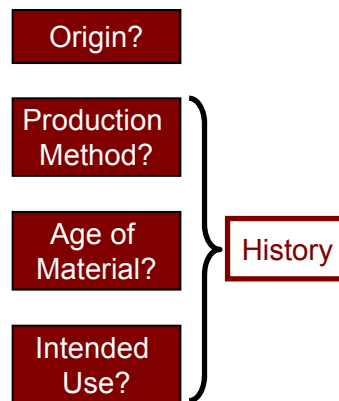 Origin?
Production
Method?
Age of
Material?
History
Intended
Use?